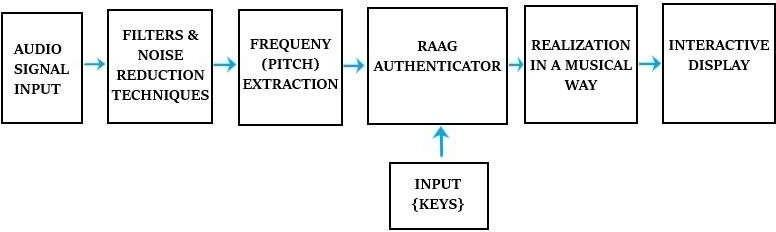 AUDIO
SIGNAL
INPUT
FILTERS &
NOISE
REDUCTION
TECHNIQUES
FREQUENY
(PITCH)
EXTRACTION
RAAG
AUTHENTICATOR
REALIZATION
IN A MUSICAL
WAY
INTERACTIVE
DISPLAY
INPUT
{KEYS}